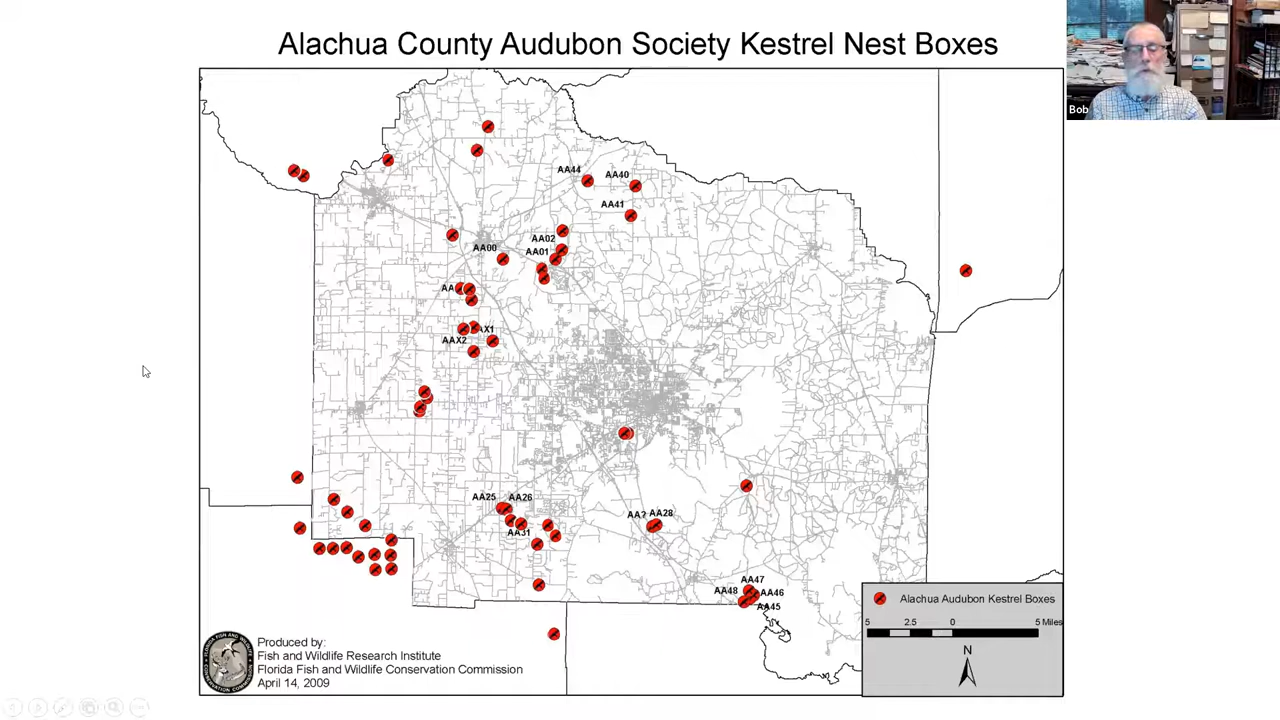 Alachua County Audubon Society Kestrel Nest Boxes
Bob
AA44
AA40
AA41
AA02
AA00
AA01
AA
AX1
AAX2
AA25
AA26
AA31
AA?
AA28
AA47
AA48
AA46
AA45
Alachua Audubon Kestrel Boxes
5 2.5 0 5 Miles
N
Produced by:
Fish and Wildlife Research Institute
Florida Fish and Wildlife Conservation Commission
April 14, 2009